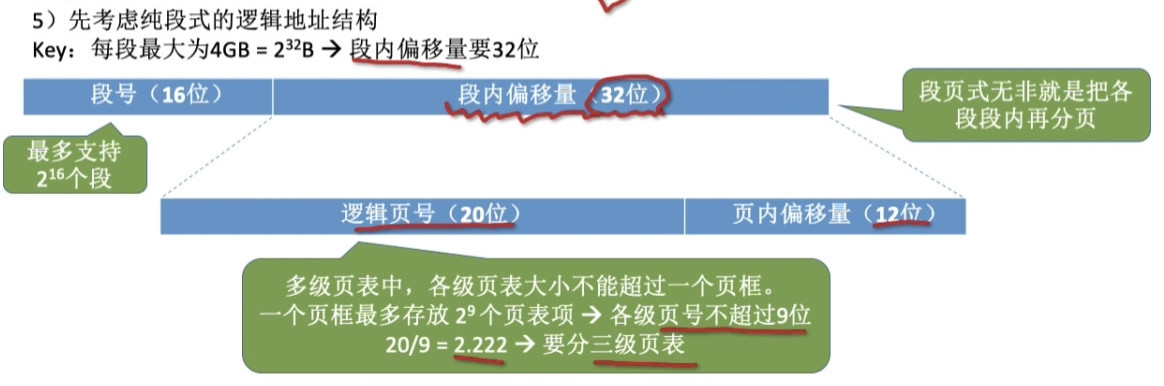 5）先考虑纯段式的逻辑地址结构
Key：每段最大为4GB = 2³²B → 段内偏移量要32位
段号（16位）
段内偏移量（32位）
段页式无非就是把各
段段内再分页
最多支持
2¹⁶个段
逻辑页号（20位）
页内偏移量（12位）
多级页表中，各级页表大小不能超过一个页框。
一个页框最多存放 2⁹ 个页表项 → 各级页号不超过9位
20/9 = 2.222 → 要分三级页表